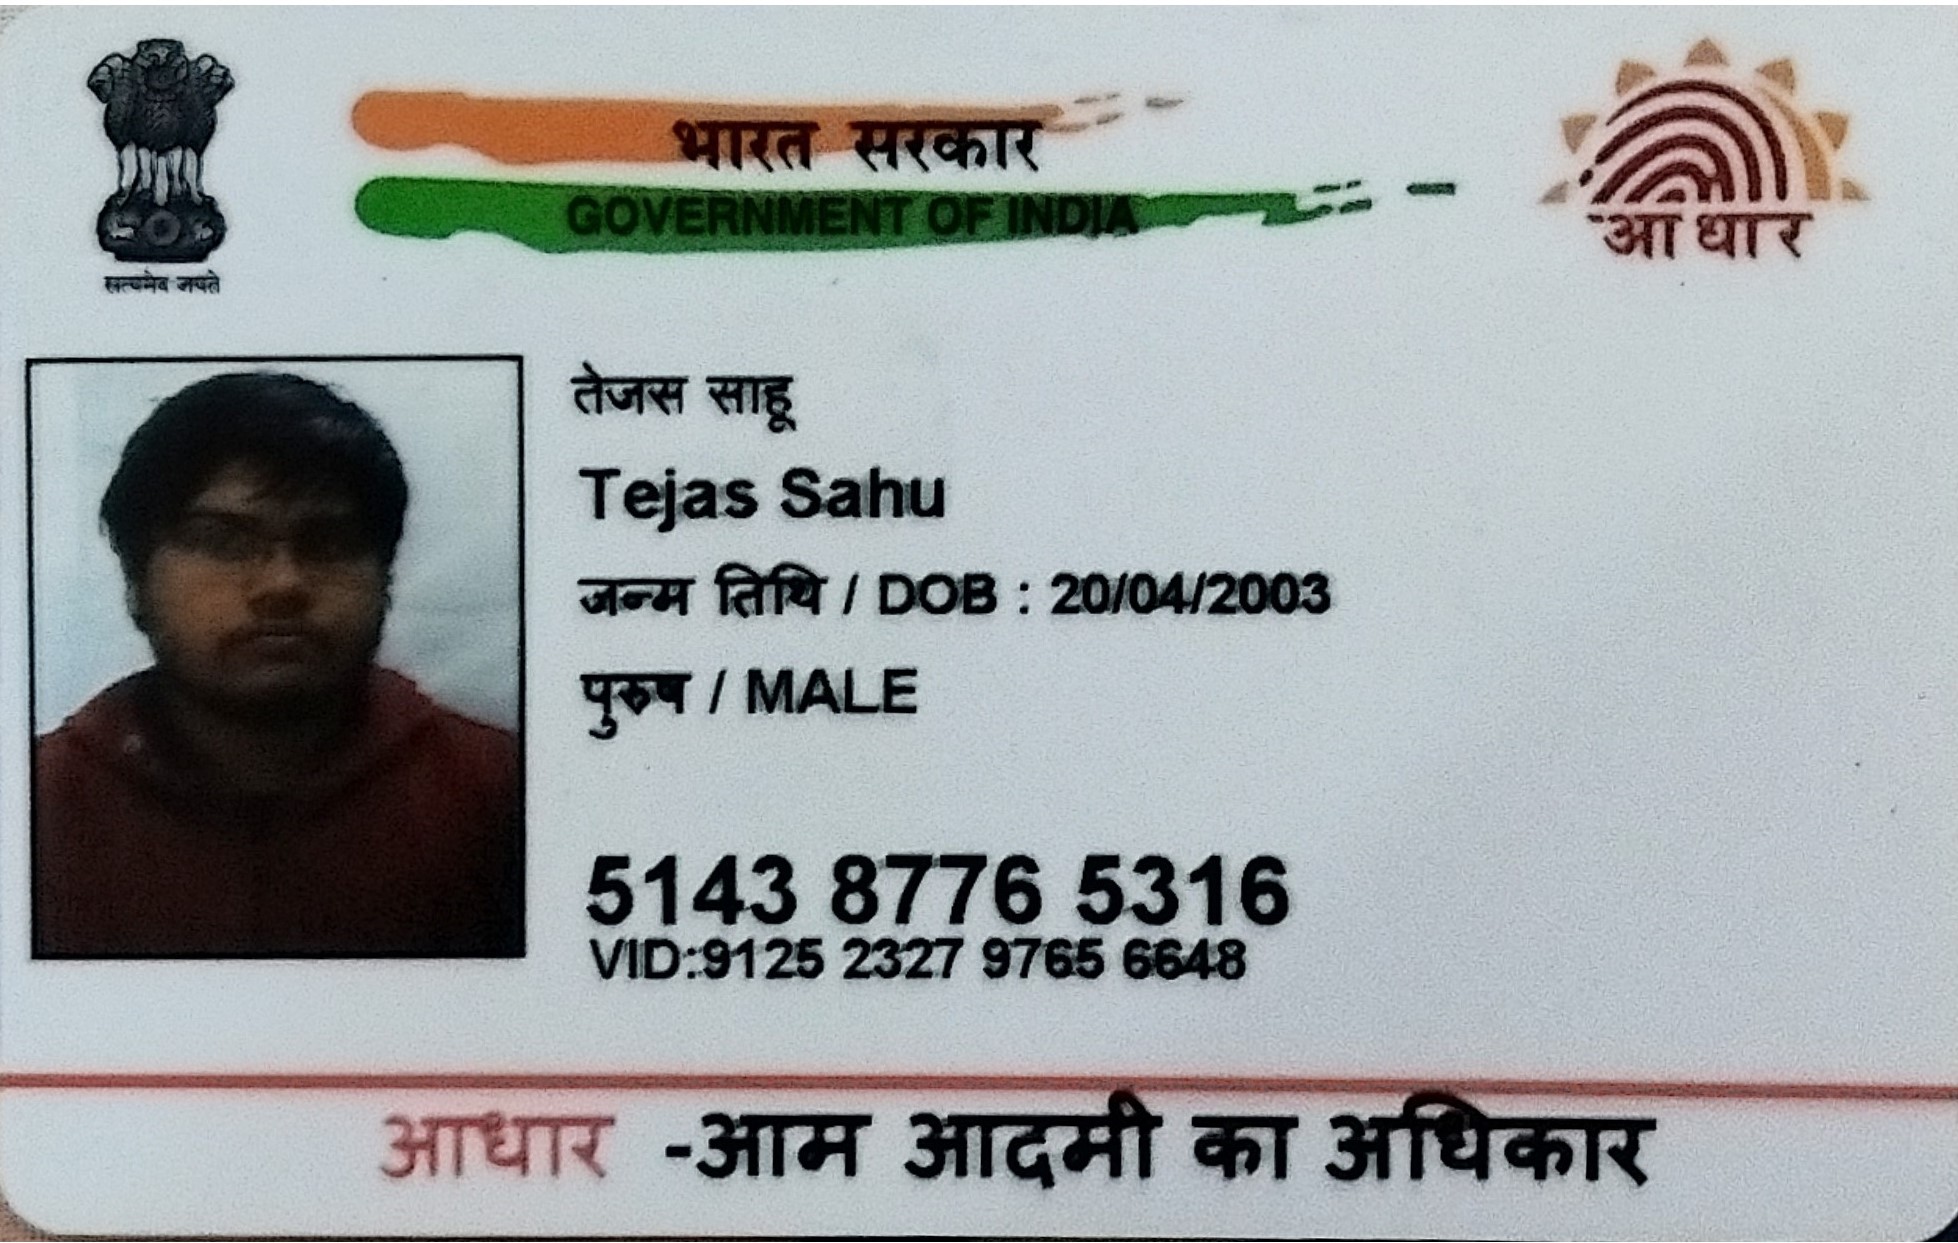 भारत सरकार
GOVERNMENT OF INDIA
आधार
सत्यमेव जयते
तेजस साहू
Tejas Sahu
जन्म तिथि / DOB : 20/04/2003
पुरुष / MALE
5143 8776 5316
VID:9125 2327 9765 6648
आधार -आम आदमी का अधिकार